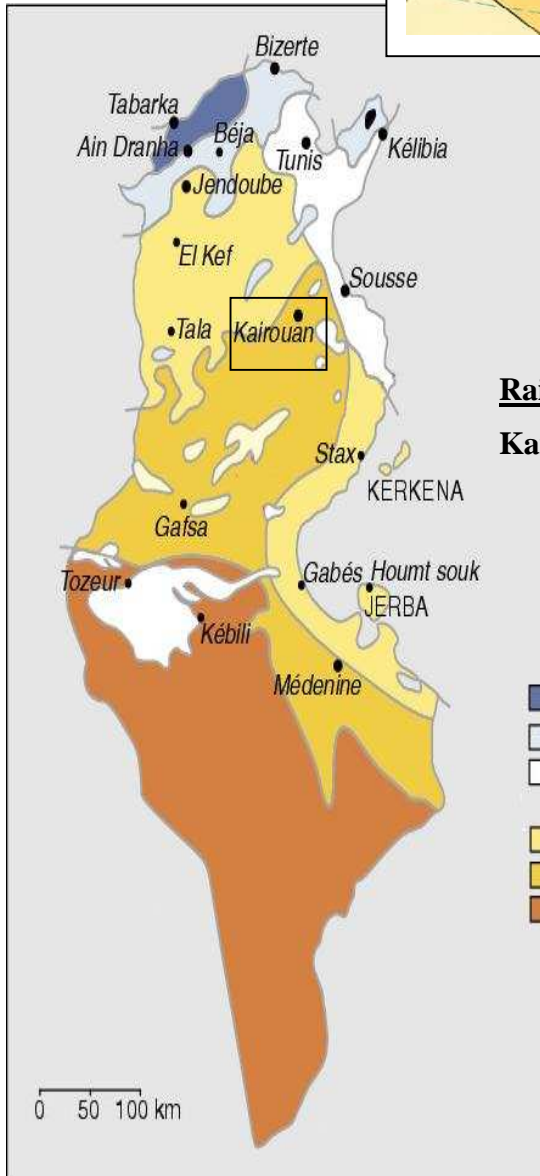 Bizerte
Tabarka
Ain Dranha
Béja
Tunis
Kélibia
Jendoube
El Kef
Sousse
Tala
Kairouan
Stax
KERKENA
Gafsa
Tozeur
Gabés
Houmt souk
JERBA
Kébili
Médenine
0 50 100 km